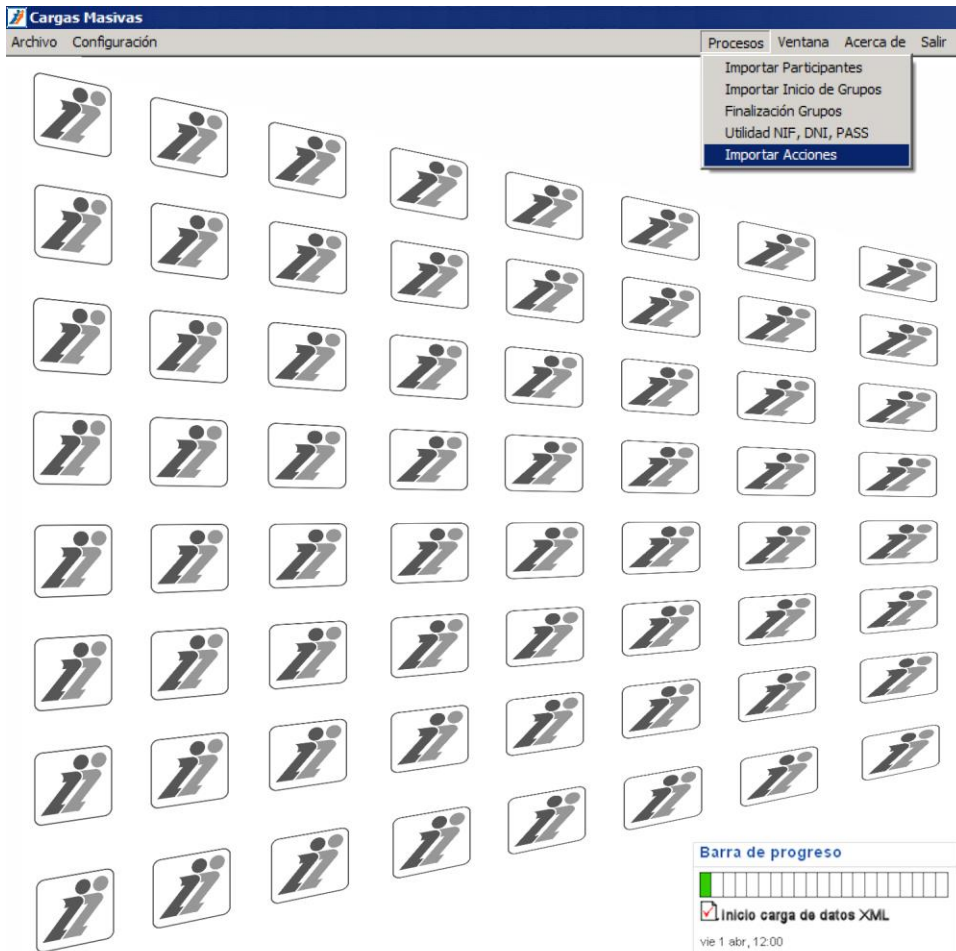 Cargas Masivas
Archivo Configuración Procesos Ventana Acerca de Salir
Importar Participantes
Importar Inicio de Grupos
Finalización Grupos
Utilidad NIF, DNI, PASS
Importar Acciones
Barra de progreso
Inicio carga de datos XML
vie 1 abr, 12:00